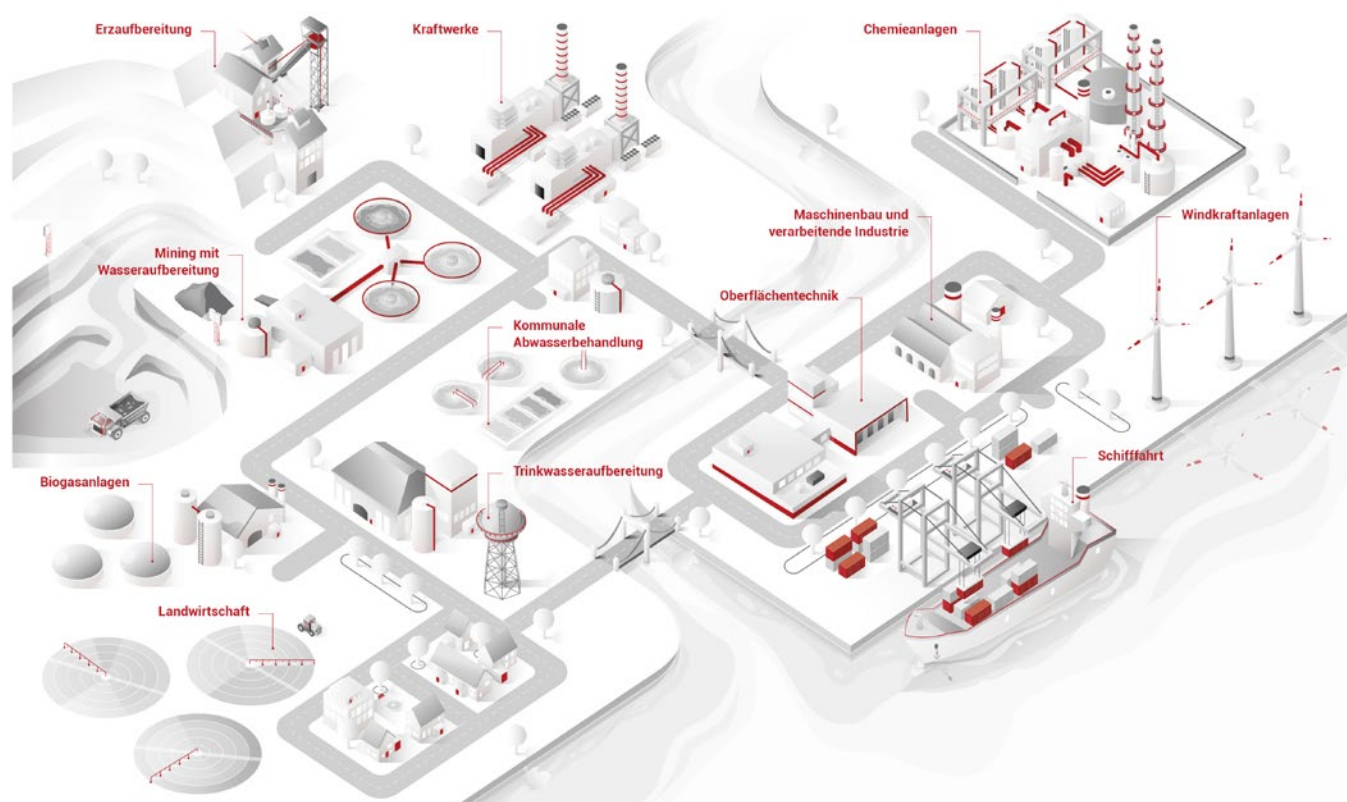 Erzaufbereitung
Kraftwerke
Chemieanlagen
Maschinenbau und
verarbeitende Industrie
Windkraftanlagen
Mining mit
Wasseraufbereitung
Oberflächentechnik
Kommunale
Abwasserbehandlung
Schifffahrt
Trinkwasseraufbereitung
Biogasanlagen
Landwirtschaft